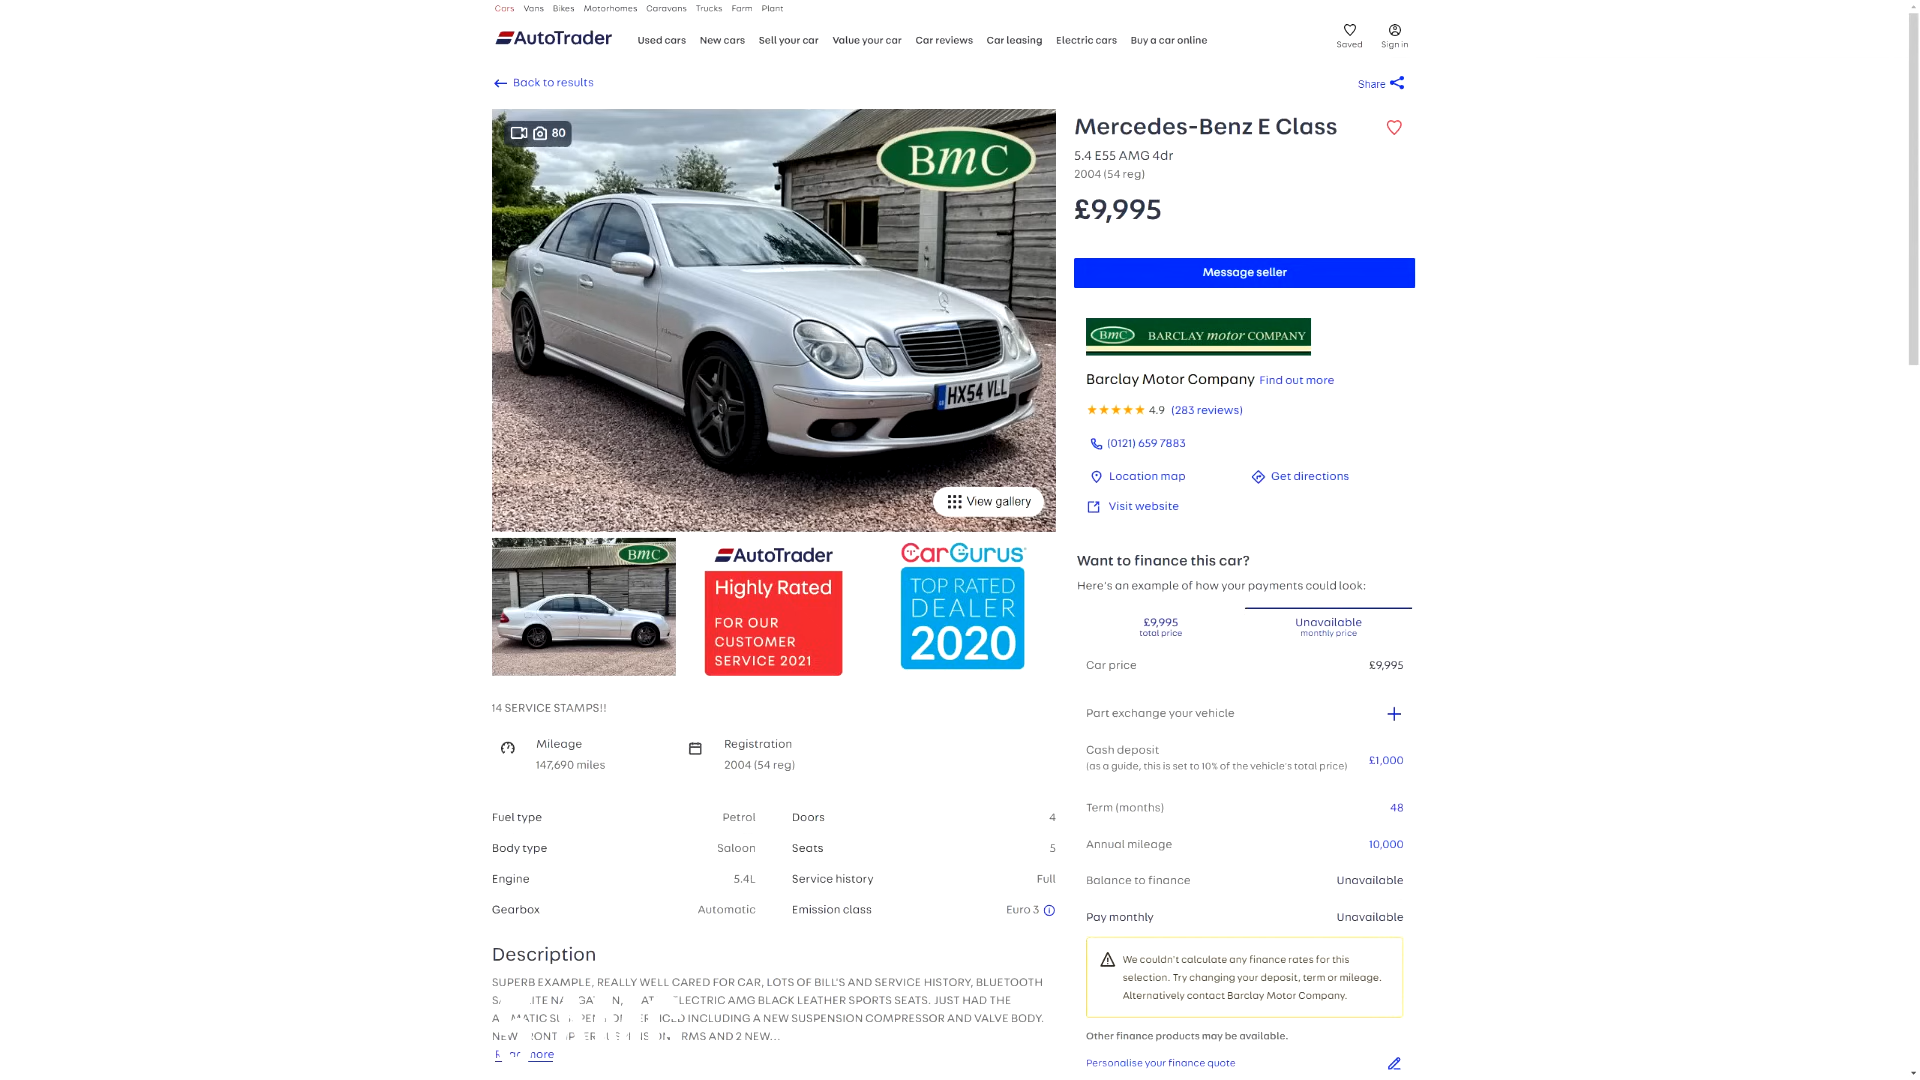 Cars Vans Bikes Motorhomes Caravans Trucks Farm Plant
AutoTrader
Used cars New cars Sell your car Value your car Car reviews Car leasing Electric cars Buy a car online
Saved Sign in
Back to results
Share
80
BmC
HX54 VLL
View gallery
BmC
AutoTrader
Highly Rated
FOR OUR
CUSTOMER
SERVICE 2021
CarGurus
TOP RATED
DEALER
2020
Mercedes-Benz E Class
5.4 E55 AMG 4dr
2004 (54 reg)
£9,995
Message seller
BmC BARCLAY motor COMPANY
Barclay Motor Company Find out more
4.9 (283 reviews)
(0121) 659 7883
Location map Get directions
Visit website
Want to finance this car?
Here's an example of how your payments could look:
£9,995 Unavailable
total price monthly price
Car price £9,995
Part exchange your vehicle
Cash deposit
(as a guide, this is set to 10% of the vehicle's total price) £1,000
Term (months) 48
Annual mileage 10,000
Balance to finance Unavailable
Pay monthly Unavailable
We couldn't calculate any finance rates for this
selection. Try changing your deposit, term or mileage.
Alternatively contact Barclay Motor Company.
Other finance products may be available.
Personalise your finance quote
14 SERVICE STAMPS!!
Mileage Registration
147,690 miles 2004 (54 reg)
Fuel type Petrol Doors 4
Body type Saloon Seats 5
Engine 5.4L Service history Full
Gearbox Automatic Emission class Euro 3
Description
SUPERB EXAMPLE, REALLY WELL CARED FOR CAR, LOTS OF BILL'S AND SERVICE HISTORY, BLUETOOTH
ELECTRIC AMG BLACK LEATHER SPORTS SEATS. JUST HAD THE
INCLUDING A NEW SUSPENSION COMPRESSOR AND VALVE BODY.
NEW AND 2 NEW...
more